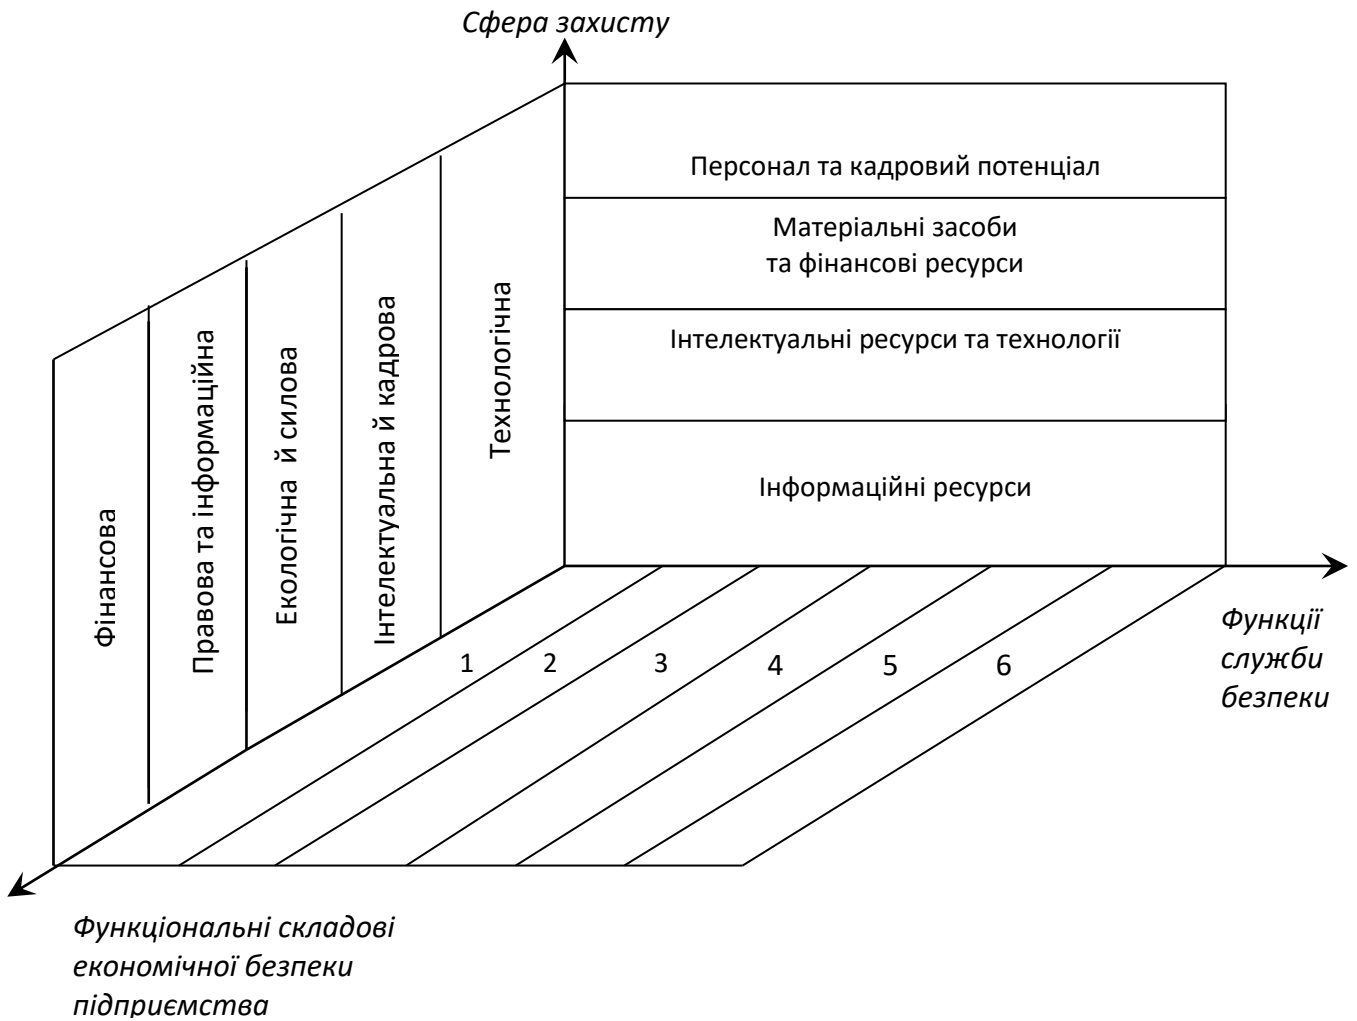 Сфера захисту
Персонал та кадровий потенціал
Матеріальні засоби
та фінансові ресурси
Інтелектуальні ресурси та технології
Інформаційні ресурси
Фінансова
Правова та інформаційна
Екологічна й силова
Інтелектуальна й кадрова
Технологічна
1 2 3 4 5 6
Функції
служби
безпеки
Функціональні складові
економічної безпеки
підприємства